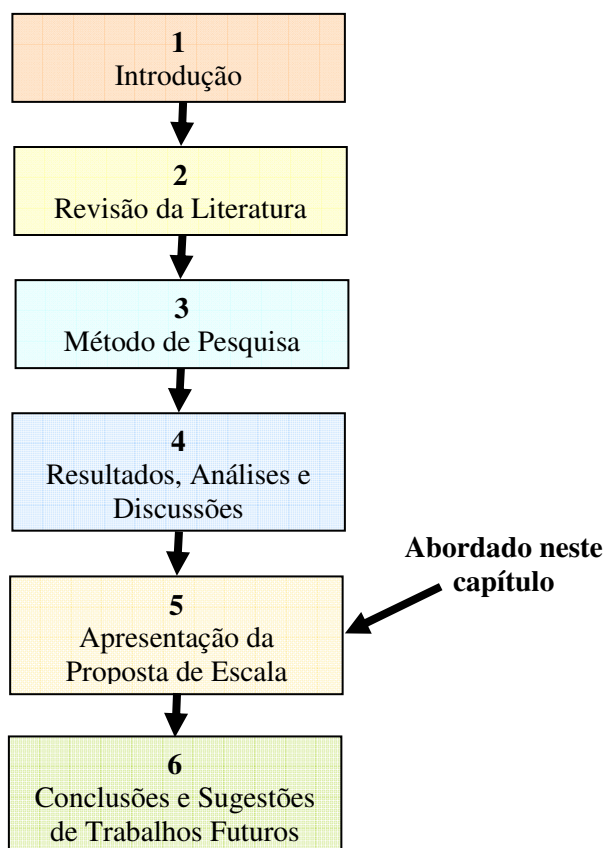 1
Introdução
2
Revisão da Literatura
3
Método de Pesquisa
4
Resultados, Análises e
Discussões
Abordado neste
capítulo
5
Apresentação da
Proposta de Escala
6
Conclusões e Sugestões
de Trabalhos Futuros